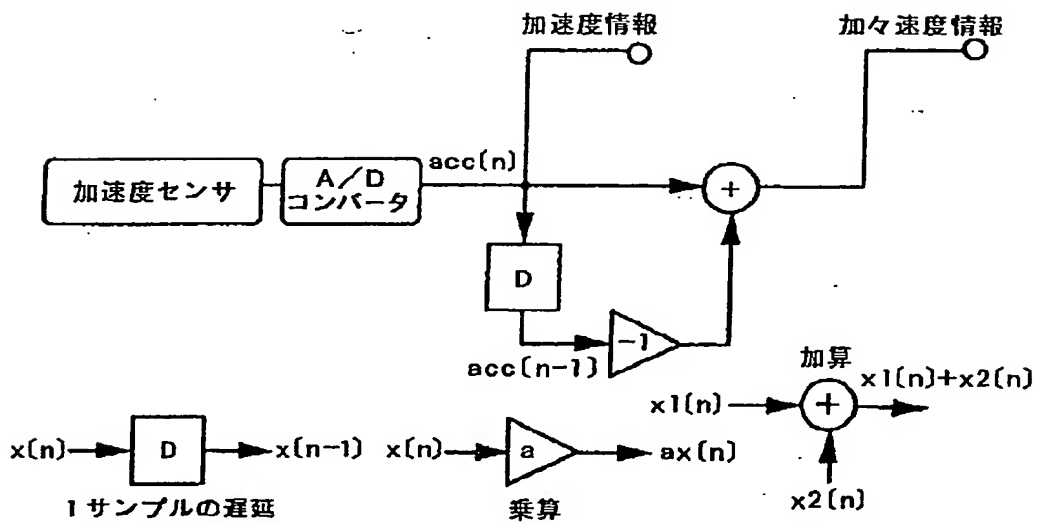 加速度情報
加々速度情報
加速度センサ
A/D
コンバータ
acc[n]
+
D
-1
acc[n-1]
加算
x1[n]
+
x1[n]+x2[n]
x2[n]
x[n]
D
x[n-1]
1サンプルの遅延
x[n]
a
ax[n]
乗算